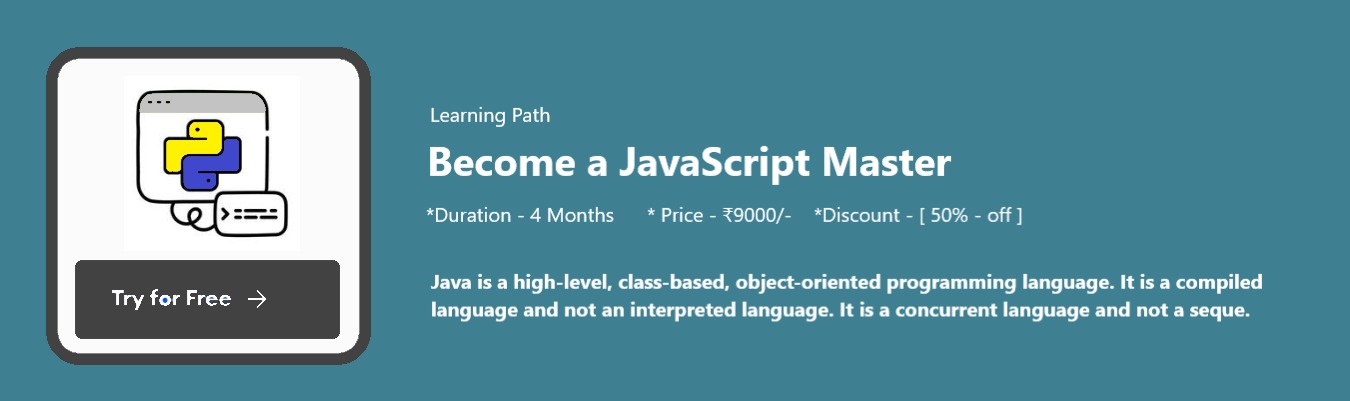 Learning Path
Become a JavaScript Master
*Duration - 4 Months * Price - ₹9000/- *Discount - [ 50% - off ]
Java is a high-level, class-based, object-oriented programming language. It is a compiled
language and not an interpreted language. It is a concurrent language and not a seque.
Try for Free →